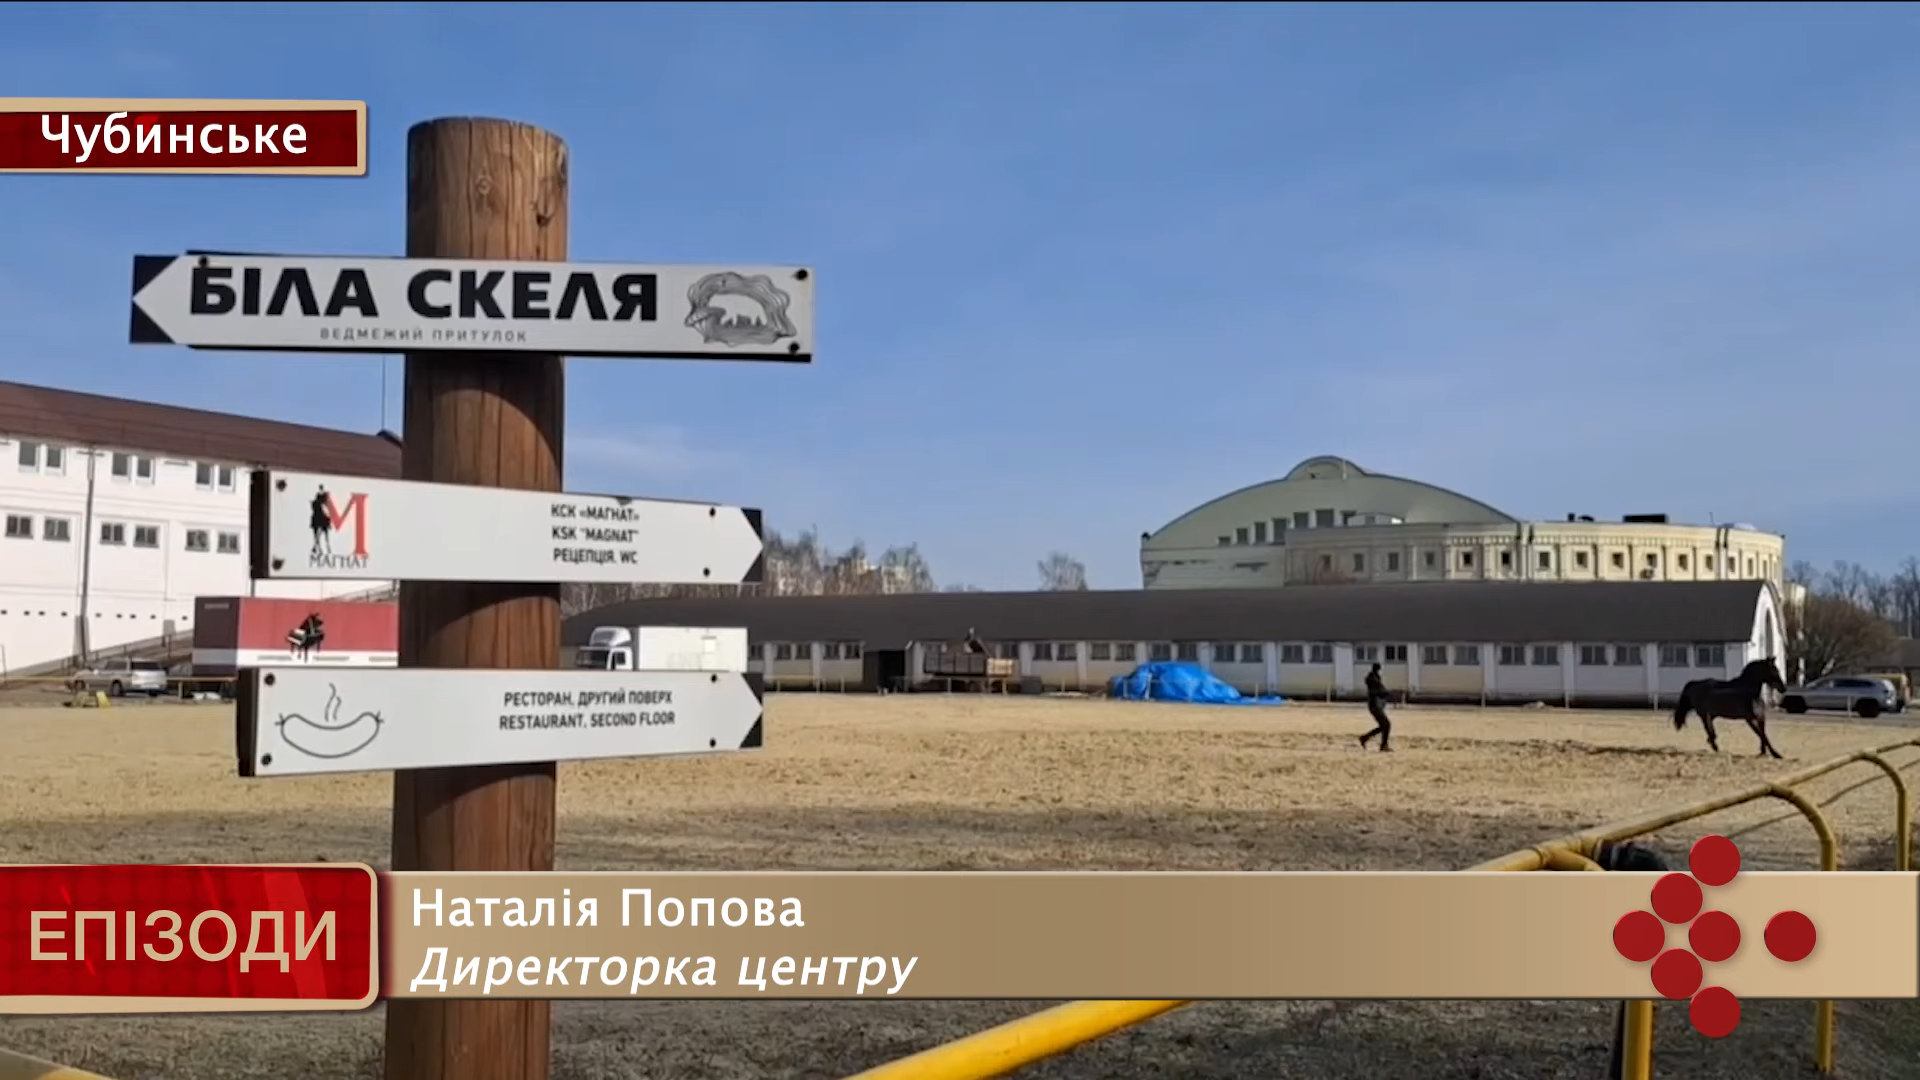 Чубинське
БІЛА СКЕЛЯ
ВЕДМЕЖИЙ ПРИТУЛОК
М
МАГНАТ
КСК «МАГНАТ»
KSK "MAGNAT"
РЕЦЕПЦІЯ, WC
РЕСТОРАН, ДРУГИЙ ПОВЕРХ
RESTAURANT, SECOND FLOOR
ЕПІЗОДИ
Наталія Попова
Директорка центру